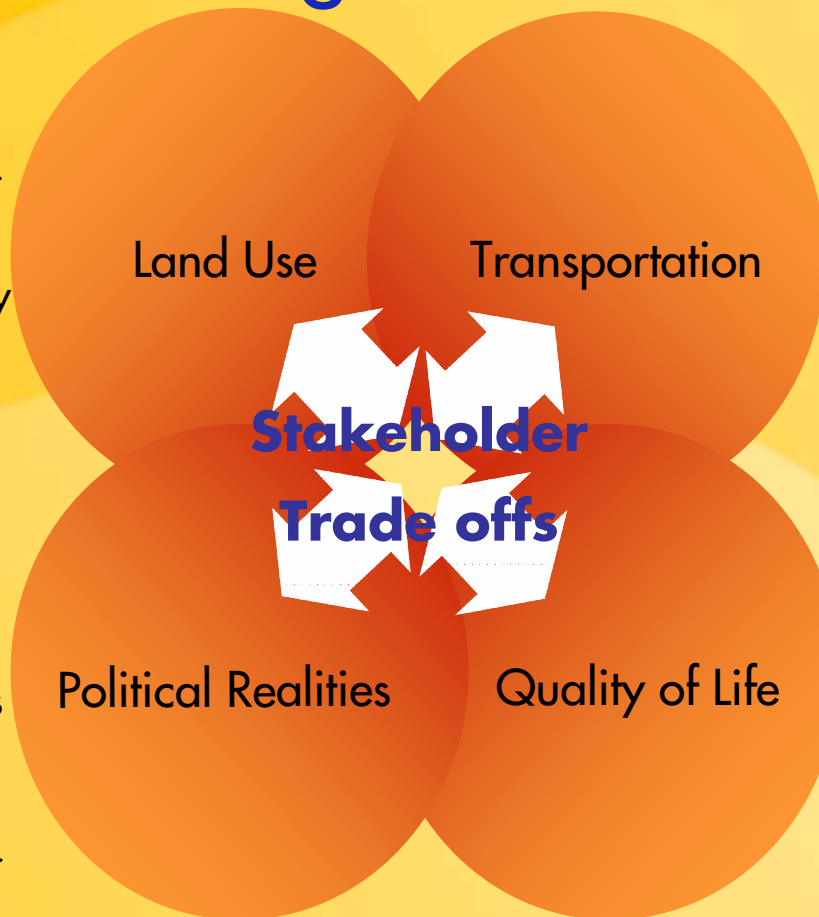 Land Use
Transportation
Stakeholder
Trade offs
Political Realities
Quality of Life